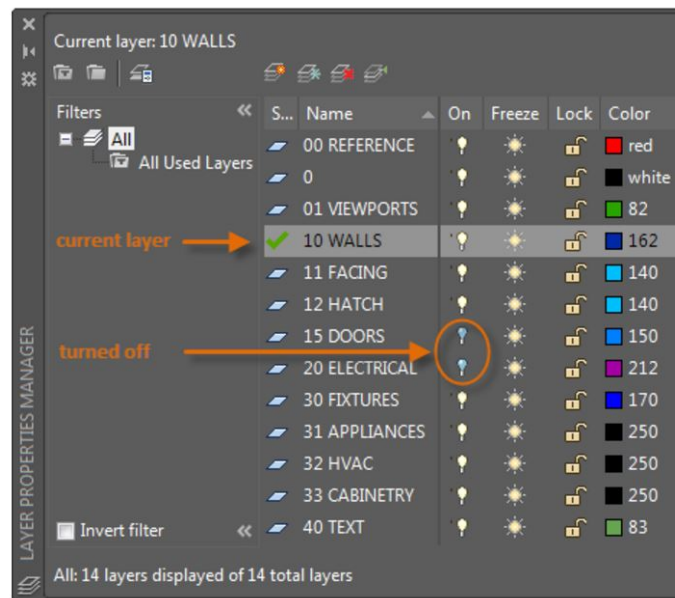 Current layer: 10 WALLS
Filters
All
All Used Layers
current layer
turned off
Invert filter
S... Name On Freeze Lock Color
00 REFERENCE red
0 white
01 VIEWPORTS 82
10 WALLS 162
11 FACING 140
12 HATCH 140
15 DOORS 150
20 ELECTRICAL 212
30 FIXTURES 170
31 APPLIANCES 250
32 HVAC 250
33 CABINETRY 250
40 TEXT 83
All: 14 layers displayed of 14 total layers
LAYER PROPERTIES MANAGER